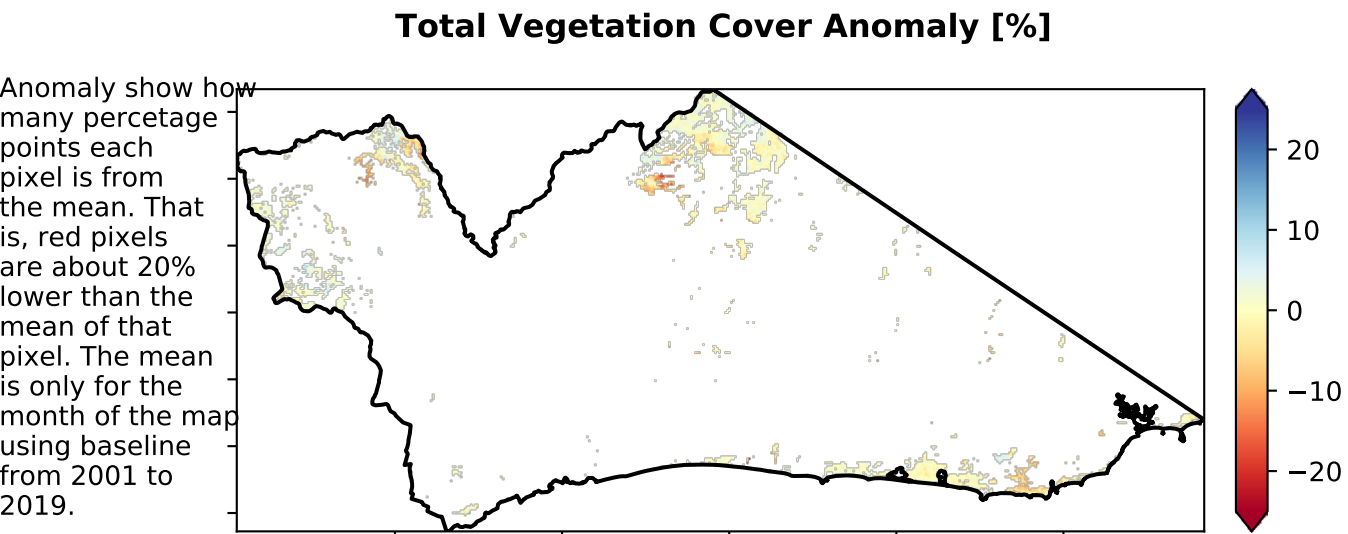 Total Vegetation Cover Anomaly [%]
Anomaly show how
many percetage
points each
pixel is from
the mean. That
is, red pixels
are about 20%
lower than the
mean of that
pixel. The mean
is only for the
month of the map
using baseline
from 2001 to
2019.
20
10
0
−10
−20